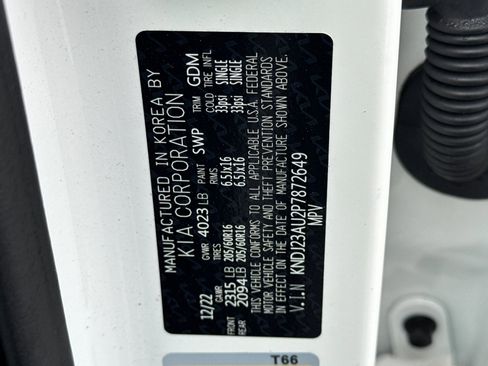 MANUFACTURED IN KOREA BY
KIA CORPORATION
12/22 GVWR 4023 LB PAINT SWP TRIM GDM
TIRES RIMS COLD TIRE INFL
FRONT 2315 LB 205/60R16 6.5Jx16 33psi SINGLE
REAR 2094 LB 205/60R16 6.5Jx16 33psi SINGLE
THIS VEHICLE CONFORMS TO ALL APPLICABLE U.S.A. FEDERAL
MOTOR VEHICLE SAFETY AND THEFT PREVENTION STANDARDS
IN EFFECT ON THE DATE OF MANUFACTURE SHOWN ABOVE.
V.I.N KNDJ23AU2P7872649
MPV
T66